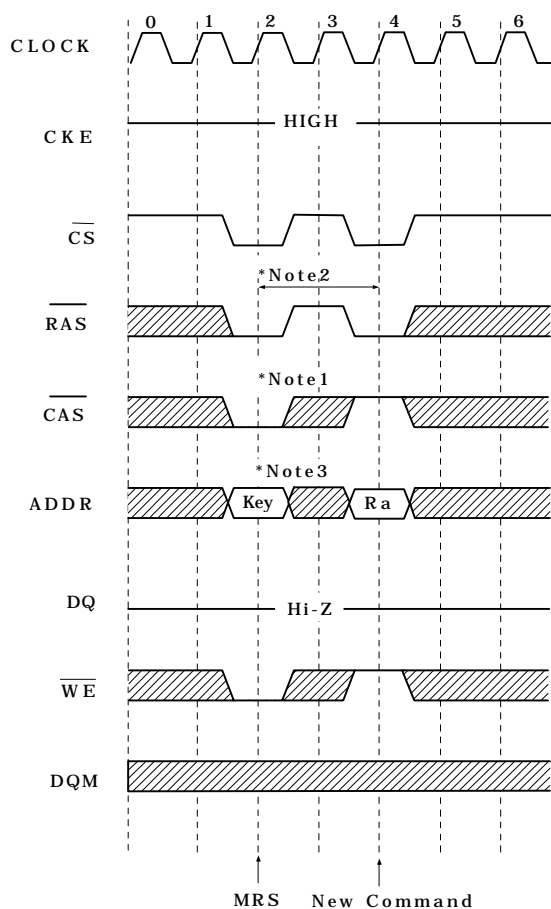 0 1 2 3 4 5 6
CLOCK
HIGH
CKE
CS
*Note2
RAS
*Note1
CAS
*Note3
ADDR Key Ra
DQ Hi-Z
WE
DQM
MRS New Command